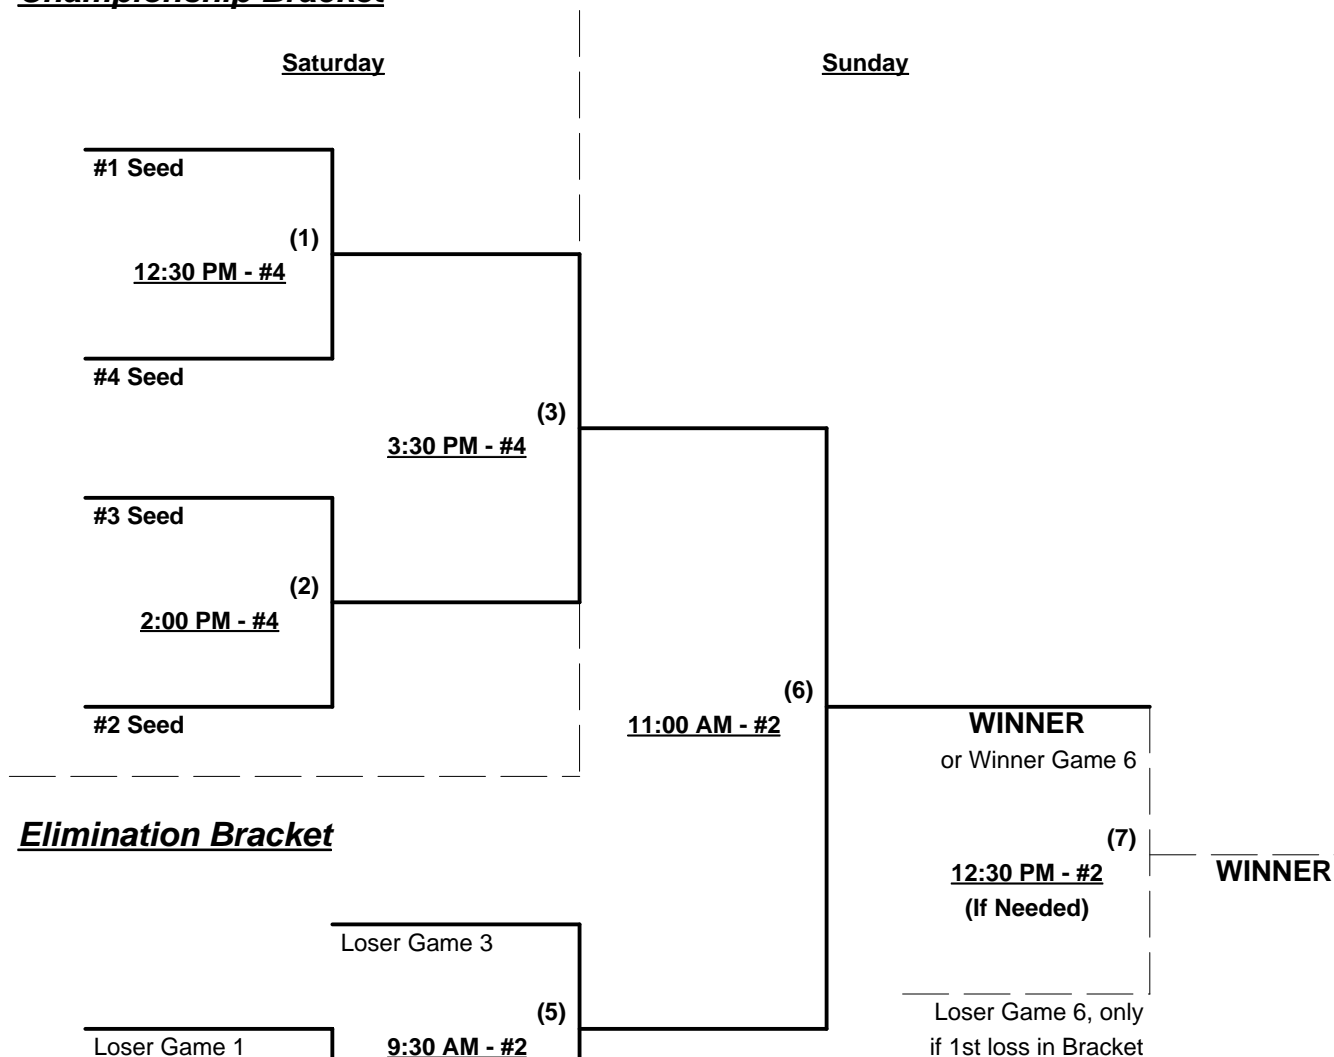 Championship Bracket
Saturday
Sunday
#1 Seed
(1)
12:30 PM - #4
#4 Seed
(3)
3:30 PM - #4
#3 Seed
(2)
2:00 PM - #4
#2 Seed
(6)
11:00 AM - #2
WINNER
or Winner Game 6
Elimination Bracket
(7)
12:30 PM - #2
WINNER
(If Needed)
Loser Game 3
(5)
Loser Game 6, only
Loser Game 1
9:30 AM - #2
if 1st loss in Bracket